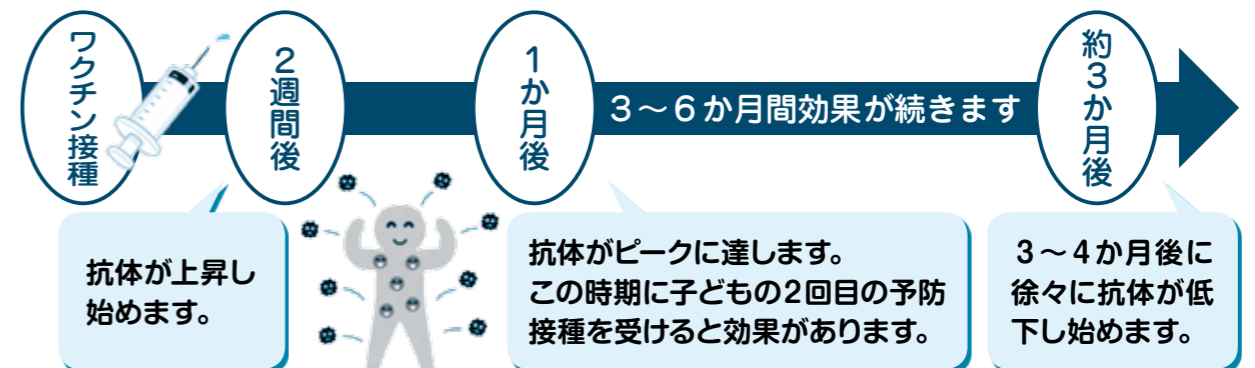 ワクチン接種
2週間後
1か月後
3～6か月間効果が続きます
約3か月後
抗体が上昇し
始めます。
抗体がピークに達します。
この時期に子どもの2回目の予防
接種を受けると効果があります。
3～4か月後に
徐々に抗体が低
下し始めます。